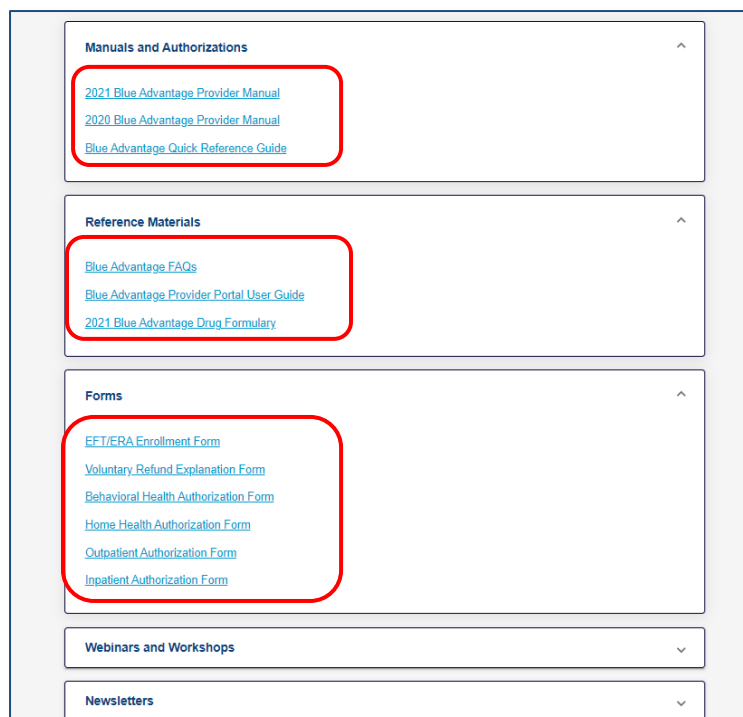 Manuals and Authorizations
2021 Blue Advantage Provider Manual
2020 Blue Advantage Provider Manual
Blue Advantage Quick Reference Guide
Reference Materials
Blue Advantage FAQs
Blue Advantage Provider Portal User Guide
2021 Blue Advantage Drug Formulary
Forms
EFT/ERA Enrollment Form
Voluntary Refund Explanation Form
Behavioral Health Authorization Form
Home Health Authorization Form
Outpatient Authorization Form
Inpatient Authorization Form
Webinars and Workshops
Newsletters